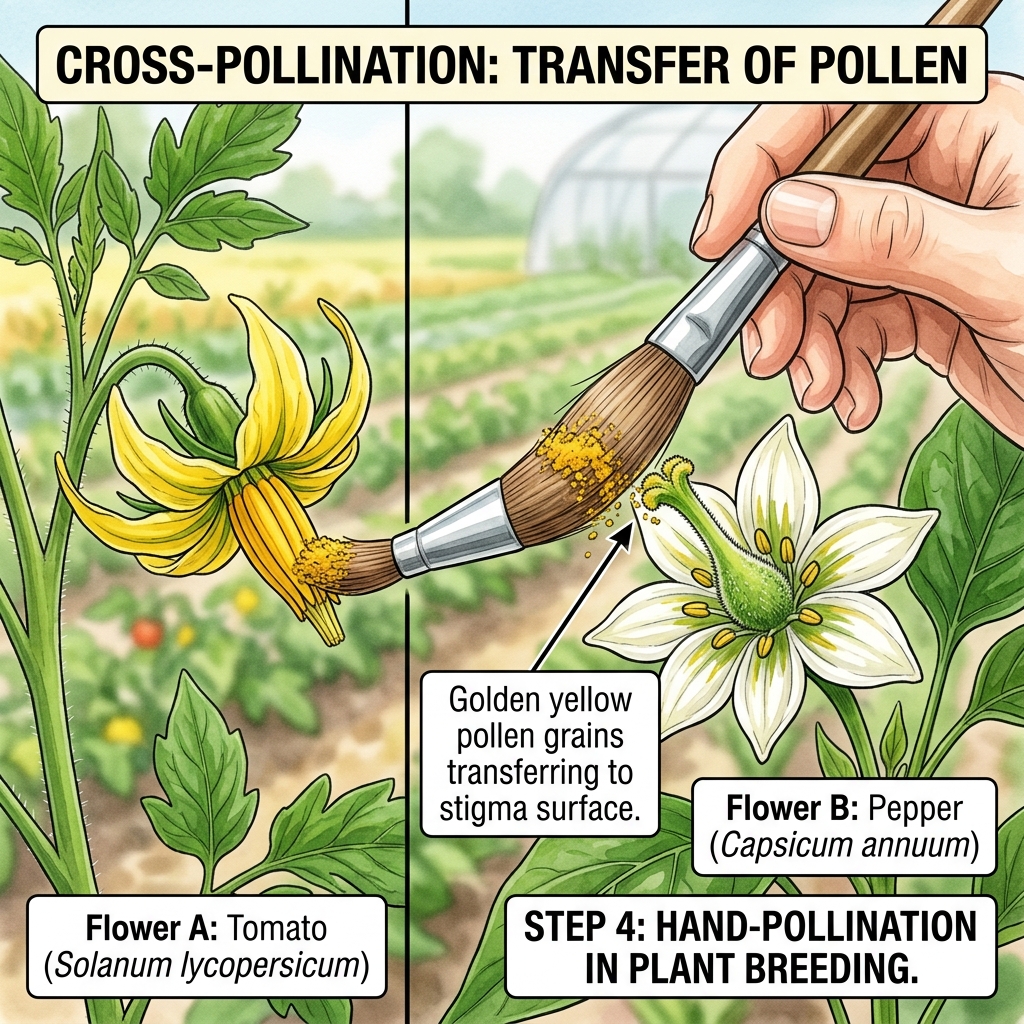 CROSS-POLLINATION: TRANSFER OF POLLEN
Golden yellow
pollen grains
transferring to
stigma surface.
Flower B: Pepper
(Capsicum annuum)
Flower A: Tomato
(Solanum lycopersicum)
STEP 4: HAND-POLLINATION
IN PLANT BREEDING.